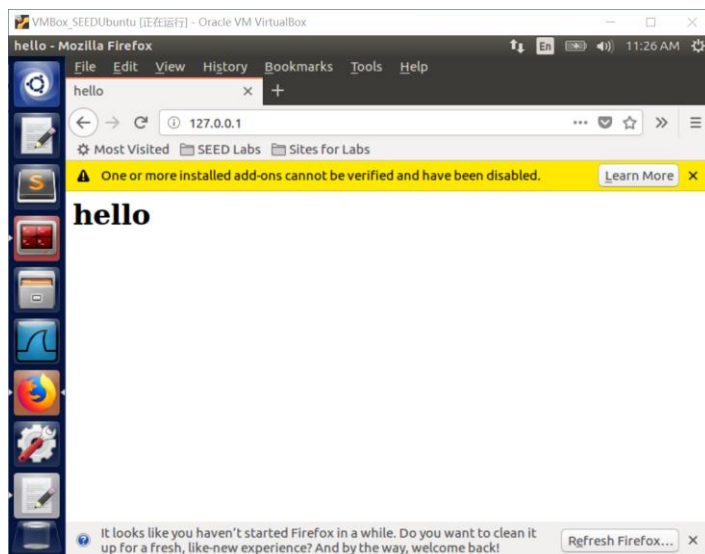 VMBox_SEEDUbuntu [正在运行] - Oracle VM VirtualBox
hello - Mozilla Firefox En 11:26 AM
File Edit View History Bookmarks Tools Help
hello
127.0.0.1
Most Visited SEED Labs Sites for Labs
One or more installed add-ons cannot be verified and have been disabled. Learn More
hello
It looks like you haven't started Firefox in a while. Do you want to clean it
up for a fresh, like-new experience? And by the way, welcome back! Refresh Firefox...